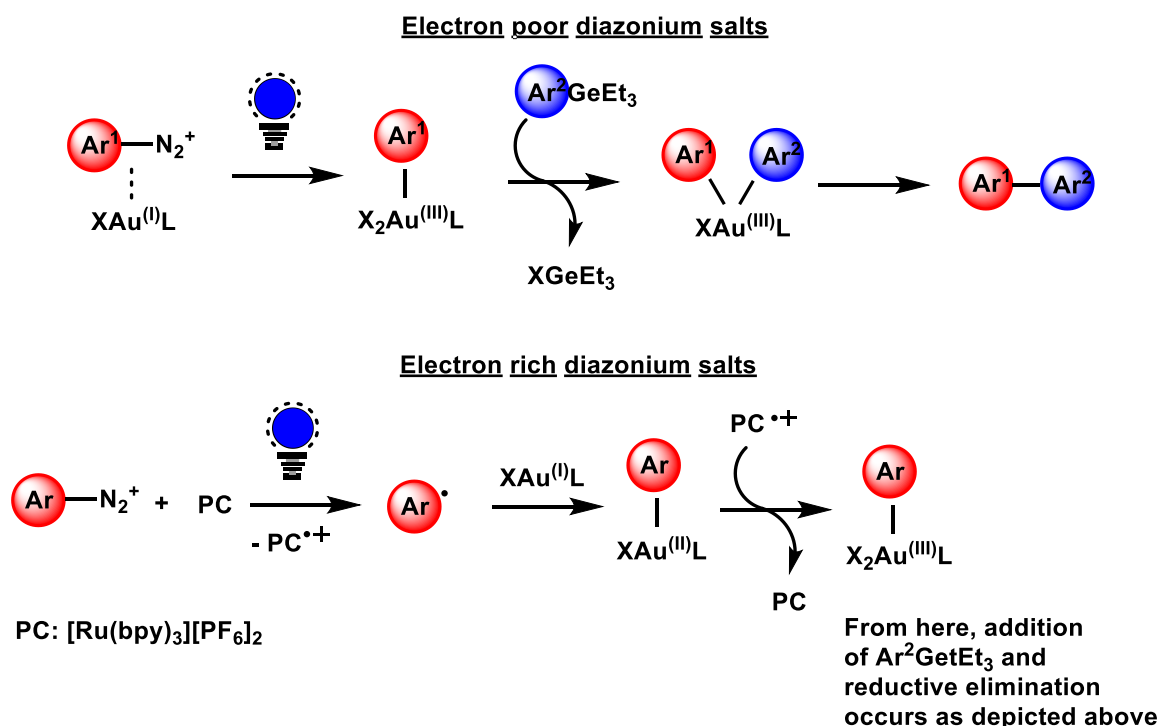 Electron poor diazonium salts
Ar¹ N₂⁺
XAu⁽ᴵ⁾L
Ar¹
X₂Au⁽ᴵᴵᴵ⁾L
Ar²GeEt₃
XGeEt₃
Ar¹ Ar²
XAu⁽ᴵᴵᴵ⁾L
Ar¹ Ar²
Electron rich diazonium salts
Ar N₂⁺ + PC
- PC•+
Ar•
XAu⁽ᴵ⁾L
Ar
XAu⁽ᴵᴵ⁾L
PC•+
PC
Ar
X₂Au⁽ᴵᴵᴵ⁾L
PC: [Ru(bpy)₃][PF₆]₂
From here, addition
of Ar²GetEt₃ and
reductive elimination
occurs as depicted above